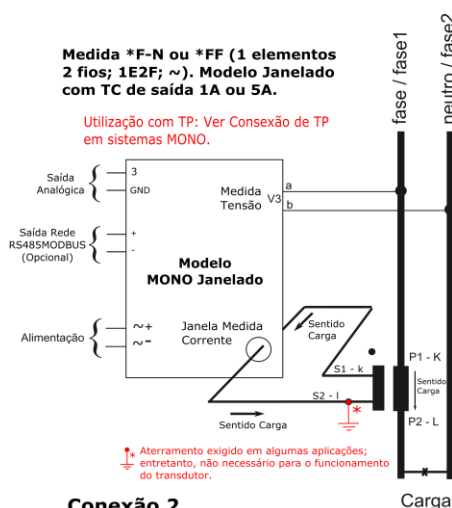 Medida *F-N ou *FF (1 elementos
2 fios; 1E2F; ~). Modelo Janelado
com TC de saída 1A ou 5A.
fase / fase1
neutro / fase2
Utilização com TP: Ver Consexão de TP
em sistemas MONO.
Saída
Analógica
3
GND
Medida
Tensão
V3
a
b
Saída Rede
RS485MODBUS
(Opcional)
+
-
Modelo
MONO Janelado
Alimentação
~+
~-
Janela Medida
Corrente
Sentido
Carga
S1 - k
S2 - l
*
Sentido Carga
P1 - K
Sentido
Carga
P2 - L
* Aterramento exigido em algumas aplicações;
entretanto, não necessário para o funcionamento
do transdutor.
Conexão 2
Carga